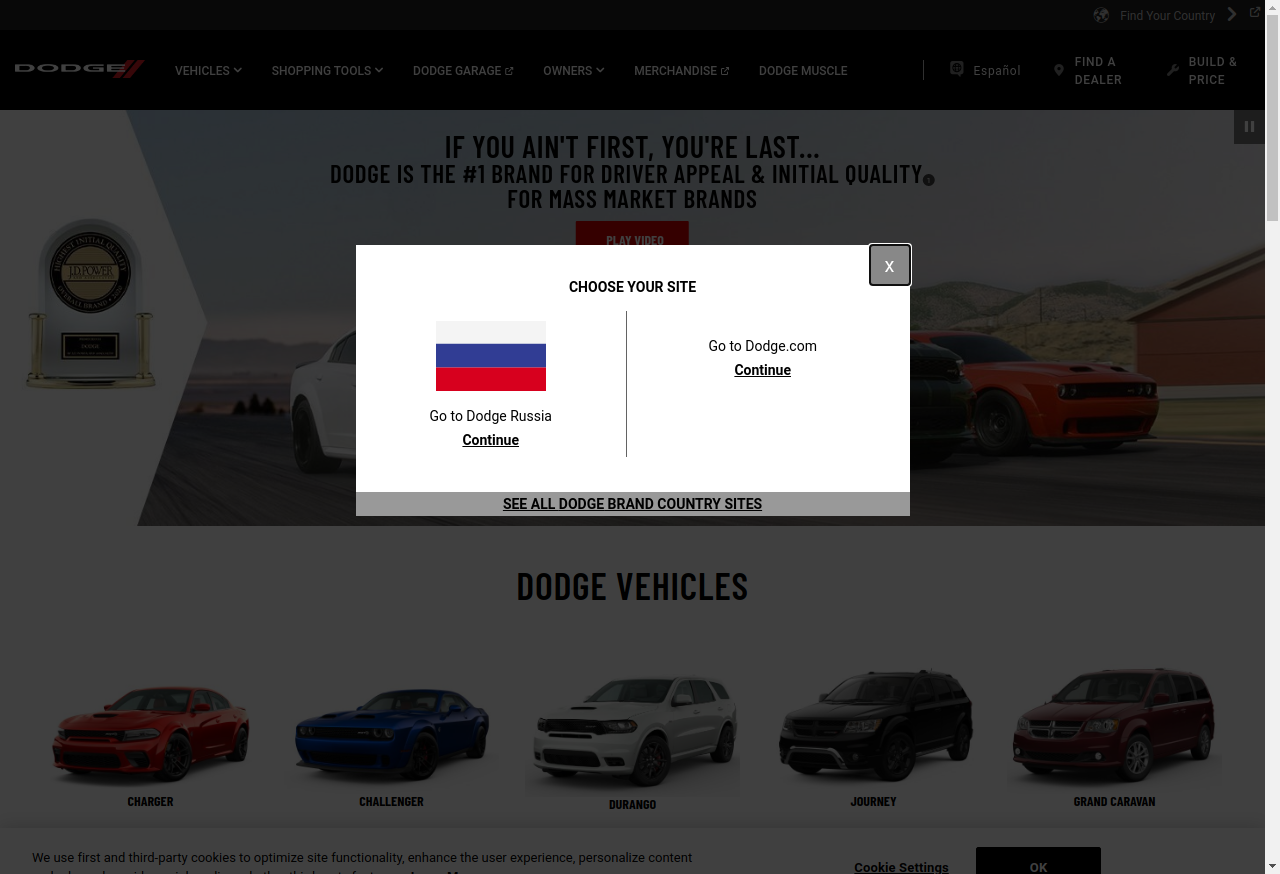 Find Your Country
DODGE
VEHICLES
SHOPPING TOOLS
DODGE GARAGE
OWNERS
MERCHANDISE
DODGE MUSCLE
Español
FIND A
DEALER
BUILD &
PRICE
IF YOU AIN'T FIRST, YOU'RE LAST...
DODGE IS THE #1 BRAND FOR DRIVER APPEAL & INITIAL QUALITY
FOR MASS MARKET BRANDS
PLAY VIDEO
HIGHEST INITIAL QUALITY
J.D. POWER
X
CHOOSE YOUR SITE
Go to Dodge Russia
Continue
Go to Dodge.com
Continue
SEE ALL DODGE BRAND COUNTRY SITES
DODGE VEHICLES
CHARGER
CHALLENGER
DURANGO
JOURNEY
GRAND CARAVAN
We use first and third-party cookies to optimize site functionality, enhance the user experience, personalize content
Cookie Settings
OK